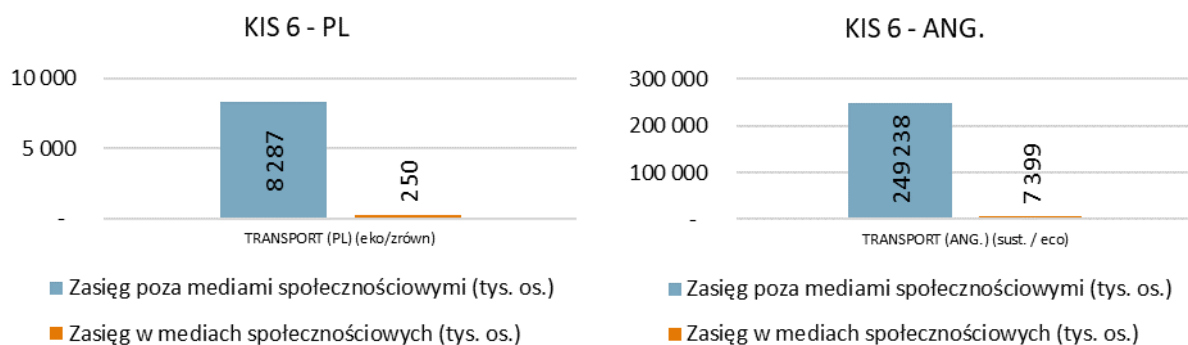 KIS 6 - PL
10 000
5 000
-
8 287
250
TRANSPORT (PL) (eko/zrówn)
Zasięg poza mediami społecznościowymi (tys. os.)
Zasięg w mediach społecznościowych (tys. os.)
KIS 6 - ANG.
300 000
200 000
100 000
-
249 238
7 399
TRANSPORT (ANG.) (sust. / eco)
Zasięg poza mediami społecznościowymi (tys. os.)
Zasięg w mediach społecznościowych (tys. os.)